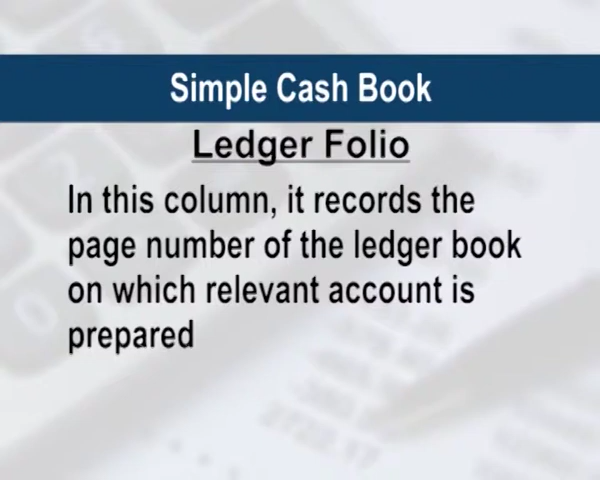 Simple Cash Book
Ledger Folio
In this column, it records the
page number of the ledger book
on which relevant account is
prepared